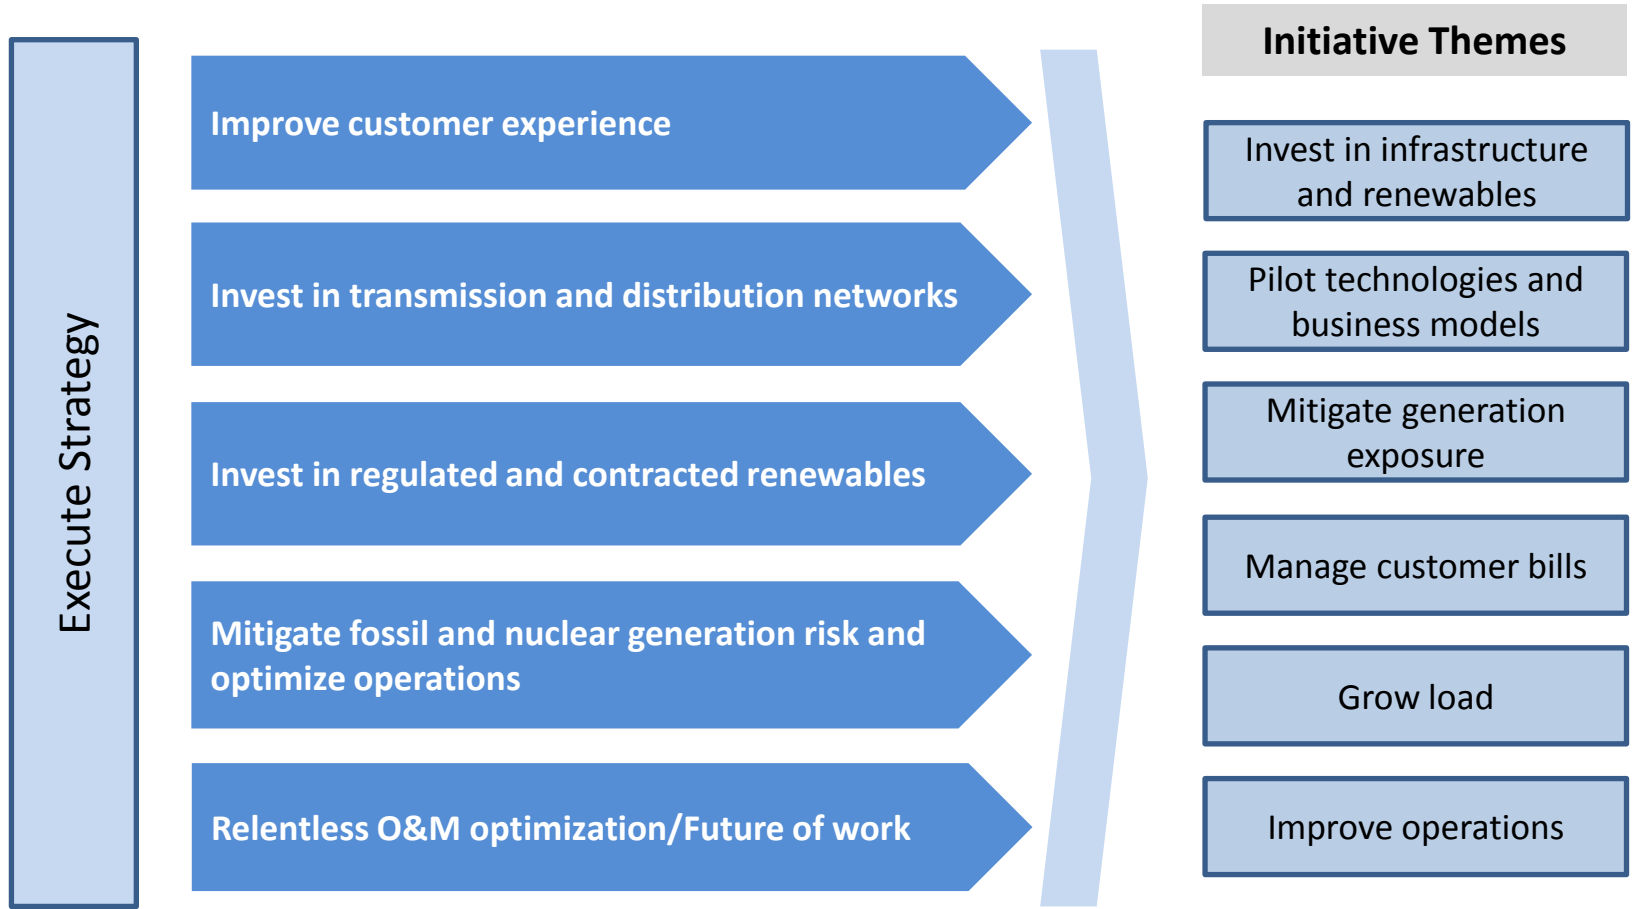 Execute Strategy
Improve customer experience
Invest in transmission and distribution networks
Invest in regulated and contracted renewables
Mitigate fossil and nuclear generation risk and
optimize operations
Relentless O&M optimization/Future of work
Initiative Themes
Invest in infrastructure
and renewables
Pilot technologies and
business models
Mitigate generation
exposure
Manage customer bills
Grow load
Improve operations